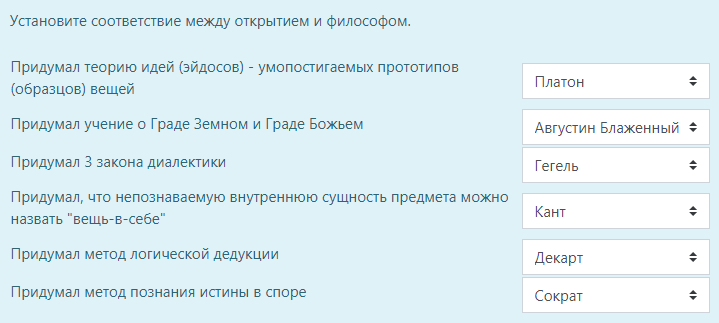 Установите соответствие между открытием и философом.
Придумал теорию идей (эйдосов) - умопостигаемых прототипов
(образцов) вещей
Платон
Придумал учение о Граде Земном и Граде Божьем
Августин Блаженный
Придумал 3 закона диалектики
Гегель
Придумал, что непознаваемую внутреннюю сущность предмета можно
назвать "вещь-в-себе"
Кант
Придумал метод логической дедукции
Декарт
Придумал метод познания истины в споре
Сократ